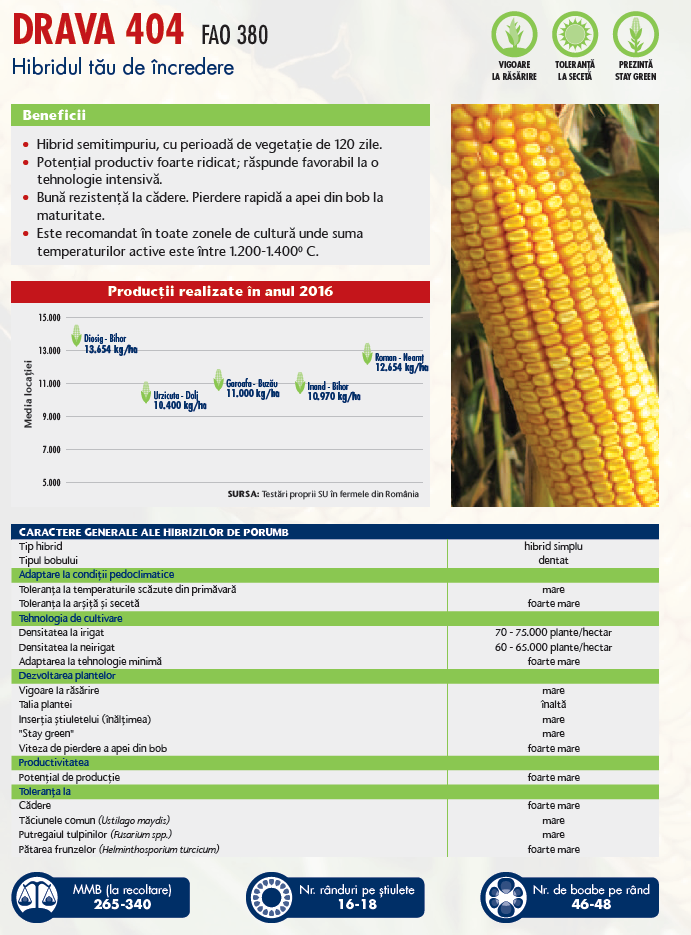 DRAVA 404 FAO 380
Hibridul tău de încredere
VIGOARE
LA RĂSĂRIRE
TOLERANȚĂ
LA SECETĂ
PREZINTĂ
STAY GREEN
Beneficii
• Hibrid semitimpuriu, cu perioadă de vegetație de 120 zile.
• Potențial productiv foarte ridicat; răspunde favorabil la o
tehnologie intensivă.
• Bună rezistență la cădere. Pierdere rapidă a apei din bob la
maturitate.
• Este recomandat în toate zonele de cultură unde suma
temperaturilor active este între 1.200-1.400⁰ C.
Producții realizate în anul 2016
Media locației
15.000
13.000
11.000
9.000
7.000
5.000
Diosig - Bihor
13.654 kg/ha
Urzicuta - Dolj
10.400 kg/ha
Garoafa - Buzău
11.000 kg/ha
Inand - Bihor
10.970 kg/ha
Roman - Neamț
12.654 kg/ha
SURSA: Testări proprii SU în fermele din România
CARACTERE GENERALE ALE HIBRIZILOR DE PORUMB
Tip hibrid hibrid simplu
Tipul bobului dentat
Adaptare la condiții pedoclimatice
Toleranța la temperaturile scăzute din primăvară mare
Toleranța la arșiță și secetă foarte mare
Tehnologia de cultivare
Densitatea la irigat 70 - 75.000 plante/hectar
Densitatea la neirigat 60 - 65.000 plante/hectar
Adaptarea la tehnologie minimă foarte mare
Dezvoltarea plantelor
Vigoare la răsărire mare
Talia plantei înaltă
Inserția știuletelui (înălțimea) mare
"Stay green" mare
Viteza de pierdere a apei din bob foarte mare
Productivitatea
Potențial de producție foarte mare
Toleranța la
Cădere foarte mare
Tăciunele comun (Ustilago maydis) mare
Putregaiul tulpinilor (Fusarium spp.) mare
Pătarea frunzelor (Helminthosporium turcicum) foarte mare
MMB (la recoltare)
265-340
Nr. rânduri pe știulete
16-18
Nr. de boabe pe rând
46-48